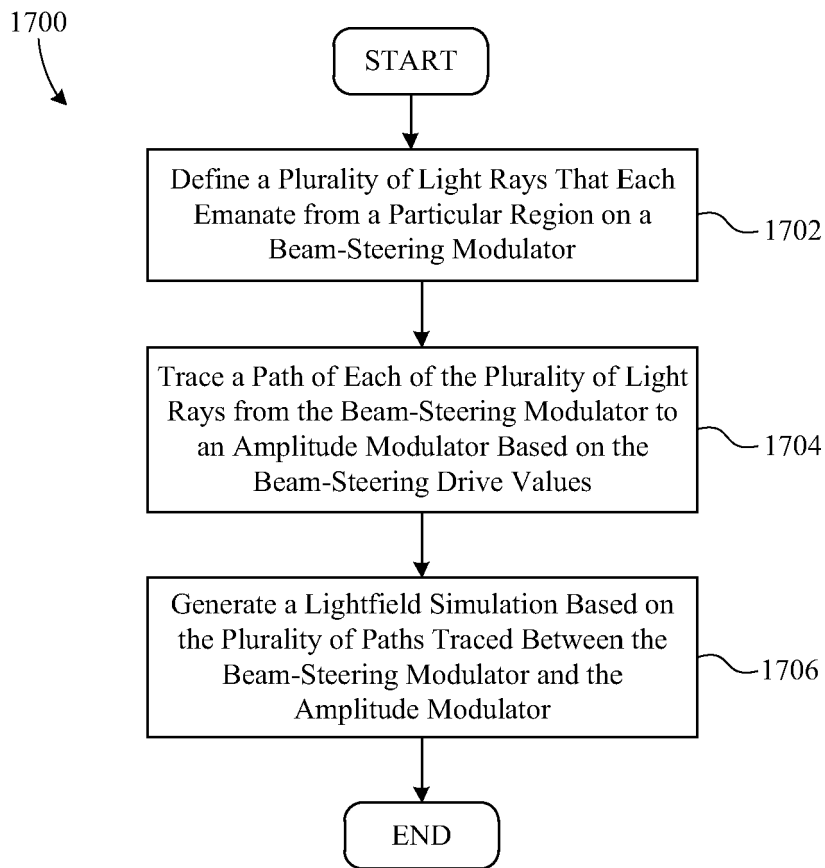 1700
START
Define a Plurality of Light Rays That Each
Emanate from a Particular Region on a
Beam-Steering Modulator
1702
Trace a Path of Each of the Plurality of Light
Rays from the Beam-Steering Modulator to
an Amplitude Modulator Based on the
Beam-Steering Drive Values
1704
Generate a Lightfield Simulation Based on
the Plurality of Paths Traced Between the
Beam-Steering Modulator and the
Amplitude Modulator
1706
END